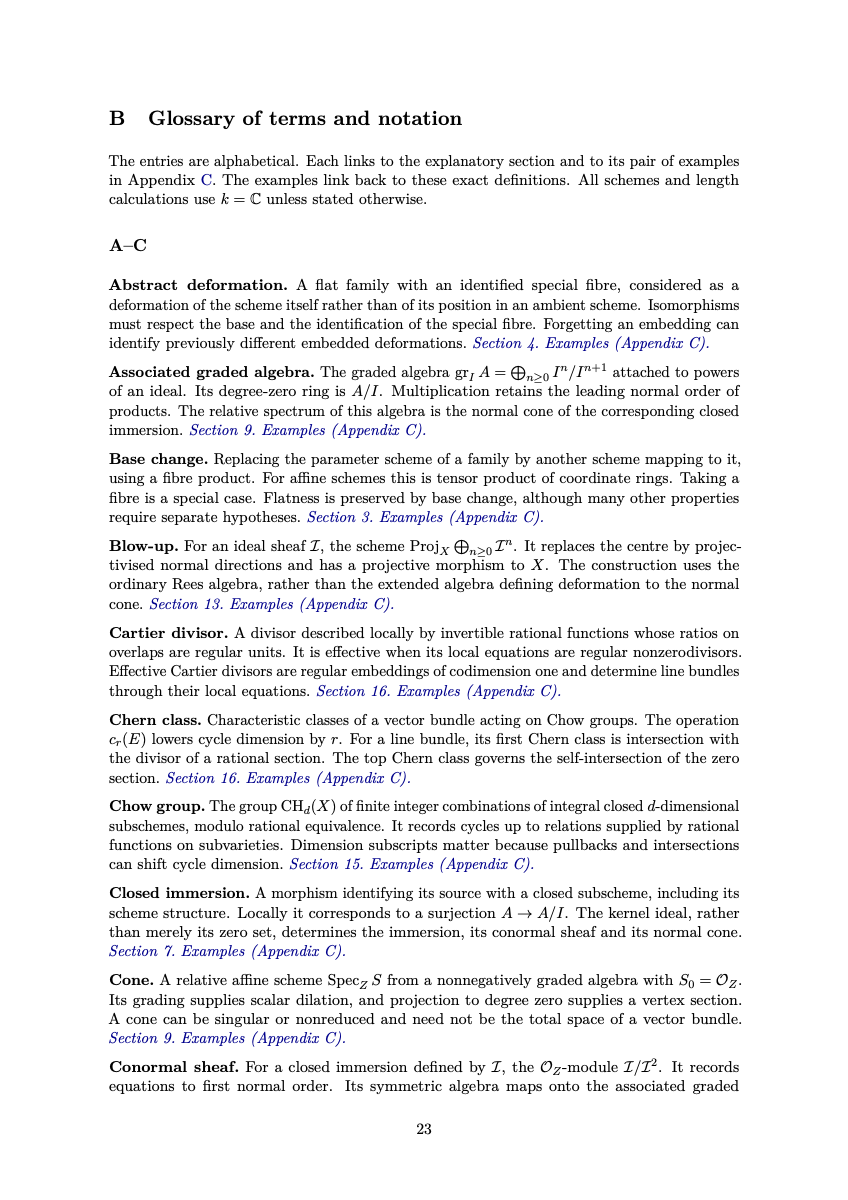 B Glossary of terms and notation
The entries are alphabetical. Each links to the explanatory section and to its pair of examples
in Appendix C. The examples link back to these exact definitions. All schemes and length
calculations use k = ℂ unless stated otherwise.
A–C
Abstract deformation. A flat family with an identified special fibre, considered as a
deformation of the scheme itself rather than of its position in an ambient scheme. Isomorphisms
must respect the base and the identification of the special fibre. Forgetting an embedding can
identify previously different embedded deformations. Section 4. Examples (Appendix C).
Associated graded algebra. The graded algebra gr_I A = ⊕_{n≥0} I^n/I^{n+1} attached to powers
of an ideal. Its degree-zero ring is A/I. Multiplication retains the leading normal order of
products. The relative spectrum of this algebra is the normal cone of the corresponding closed
immersion. Section 9. Examples (Appendix C).
Base change. Replacing the parameter scheme of a family by another scheme mapping to it,
using a fibre product. For affine schemes this is tensor product of coordinate rings. Taking a
fibre is a special case. Flatness is preserved by base change, although many other properties
require separate hypotheses. Section 3. Examples (Appendix C).
Blow-up. For an ideal sheaf ℐ, the scheme Proj_X ⊕_{n≥0} ℐ^n. It replaces the centre by projec-
tivised normal directions and has a projective morphism to X. The construction uses the
ordinary Rees algebra, rather than the extended algebra defining deformation to the normal
cone. Section 13. Examples (Appendix C).
Cartier divisor. A divisor described locally by invertible rational functions whose ratios on
overlaps are regular units. It is effective when its local equations are regular nonzerodivisors.
Effective Cartier divisors are regular embeddings of codimension one and determine line bundles
through their local equations. Section 16. Examples (Appendix C).
Chern class. Characteristic classes of a vector bundle acting on Chow groups. The operation
c_r(E) lowers cycle dimension by r. For a line bundle, its first Chern class is intersection with
the divisor of a rational section. The top Chern class governs the self-intersection of the zero
section. Section 16. Examples (Appendix C).
Chow group. The group CH_d(X) of finite integer combinations of integral closed d-dimensional
subschemes, modulo rational equivalence. It records cycles up to relations supplied by rational
functions on subvarieties. Dimension subscripts matter because pullbacks and intersections
can shift cycle dimension. Section 15. Examples (Appendix C).
Closed immersion. A morphism identifying its source with a closed subscheme, including its
scheme structure. Locally it corresponds to a surjection A → A/I. The kernel ideal, rather
than merely its zero set, determines the immersion, its conormal sheaf and its normal cone.
Section 7. Examples (Appendix C).
Cone. A relative affine scheme Spec_Z S from a nonnegatively graded algebra with S_0 = 𝒪_Z.
Its grading supplies scalar dilation, and projection to degree zero supplies a vertex section.
A cone can be singular or nonreduced and need not be the total space of a vector bundle.
Section 9. Examples (Appendix C).
Conormal sheaf. For a closed immersion defined by ℐ, the 𝒪_Z-module ℐ/ℐ^2. It records
equations to first normal order. Its symmetric algebra maps onto the associated graded
23